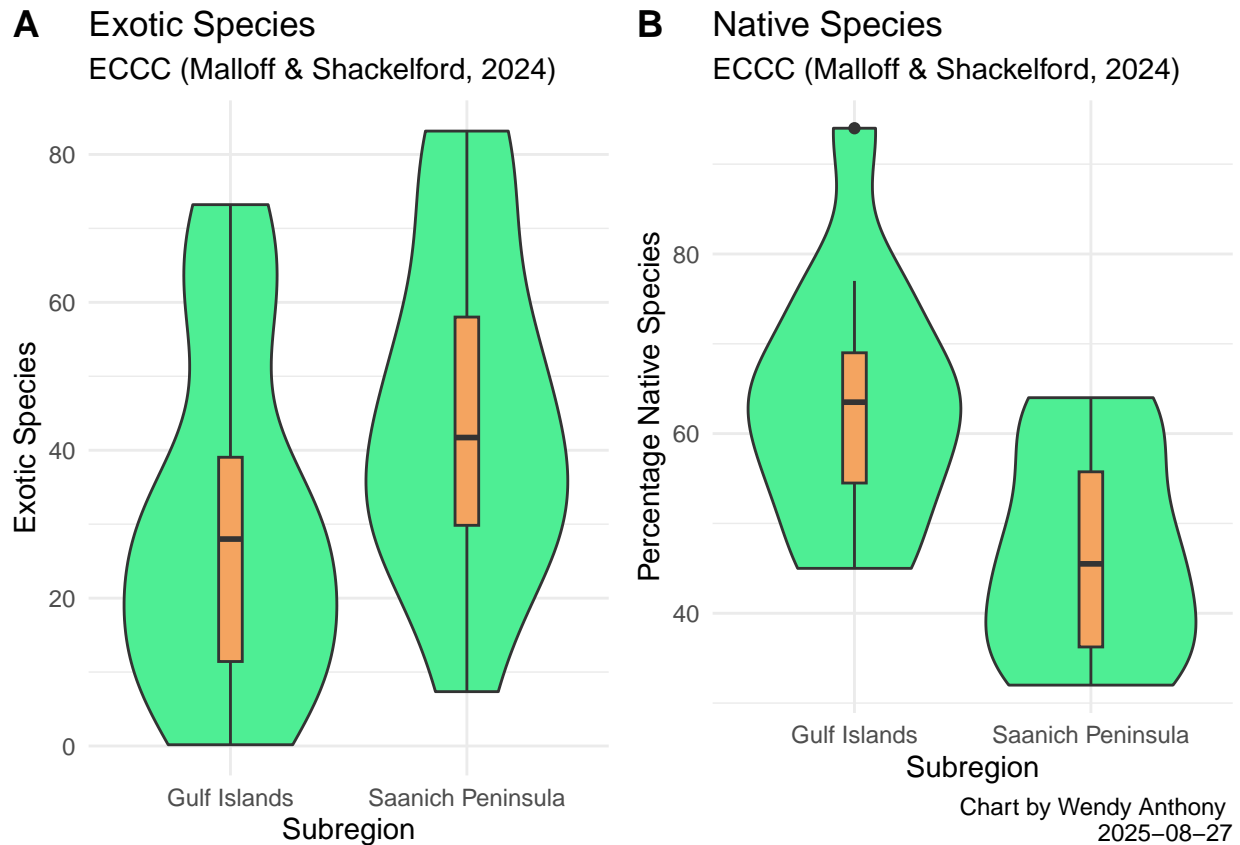 A
Exotic Species
ECCC (Malloff & Shackelford, 2024)
Exotic Species
80
60
40
20
0
Gulf Islands
Saanich Peninsula
Subregion
B
Native Species
ECCC (Malloff & Shackelford, 2024)
Percentage Native Species
80
60
40
Gulf Islands
Saanich Peninsula
Subregion
Chart by Wendy Anthony
2025−08−27